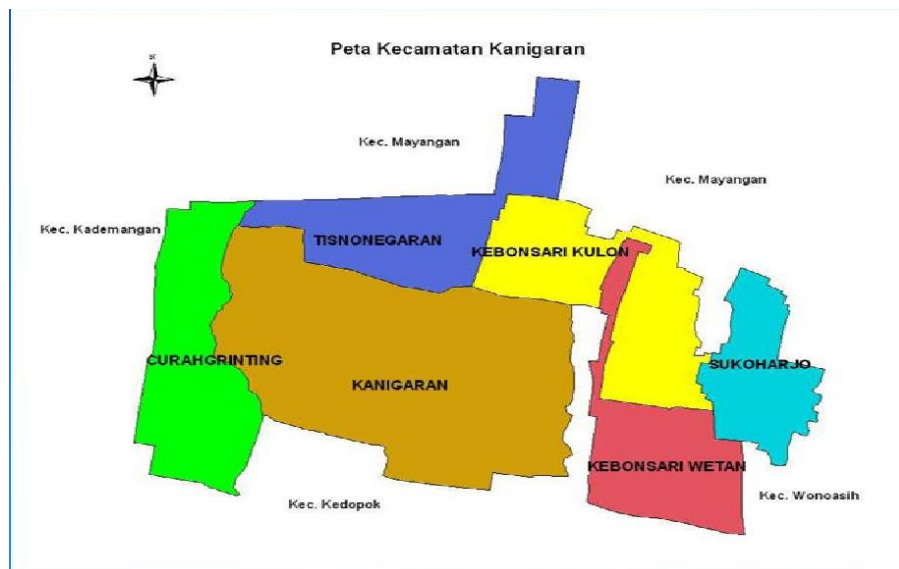 Peta Kecamatan Kanigaran
Kec. Mayangan
Kec. Mayangan
Kec. Kademangan
TISNONEGARAN
KEBONSARI KULON
CURAHGRINTING
KANIGARAN
SUKOHARJO
KEBONSARI WETAN
Kec. Kedopok
Kec. Wonoasih